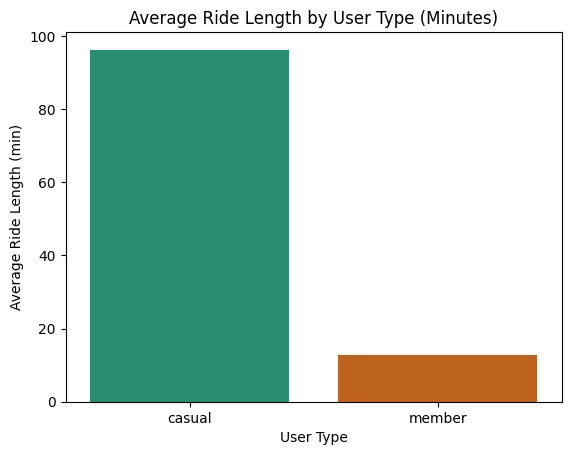 Average Ride Length by User Type (Minutes)
100
80
60
40
20
0
Average Ride Length (min)
casual
member
User Type